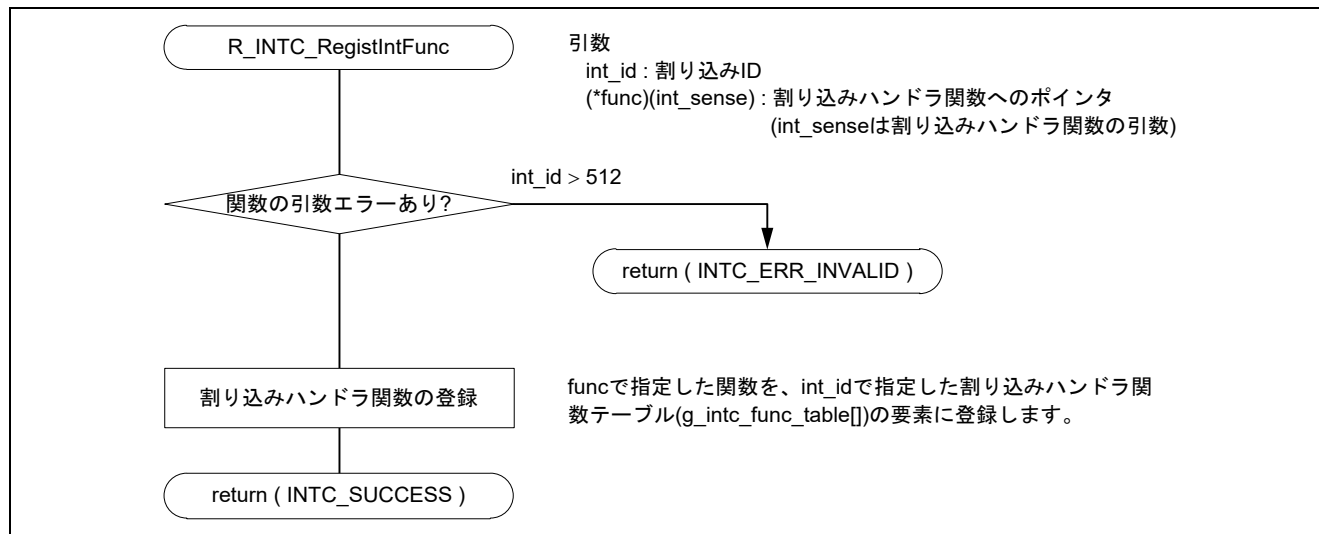 R_INTC_RegistIntFunc
引数
int_id : 割り込みID
(*func)(int_sense) : 割り込みハンドラ関数へのポインタ
(int_senseは割り込みハンドラ関数の引数)
int_id > 512
関数の引数エラーあり?
return ( INTC_ERR_INVALID )
割り込みハンドラ関数の登録
funcで指定した関数を、int_idで指定した割り込みハンドラ関
数テーブル(g_intc_func_table[])の要素に登録します。
return ( INTC_SUCCESS )